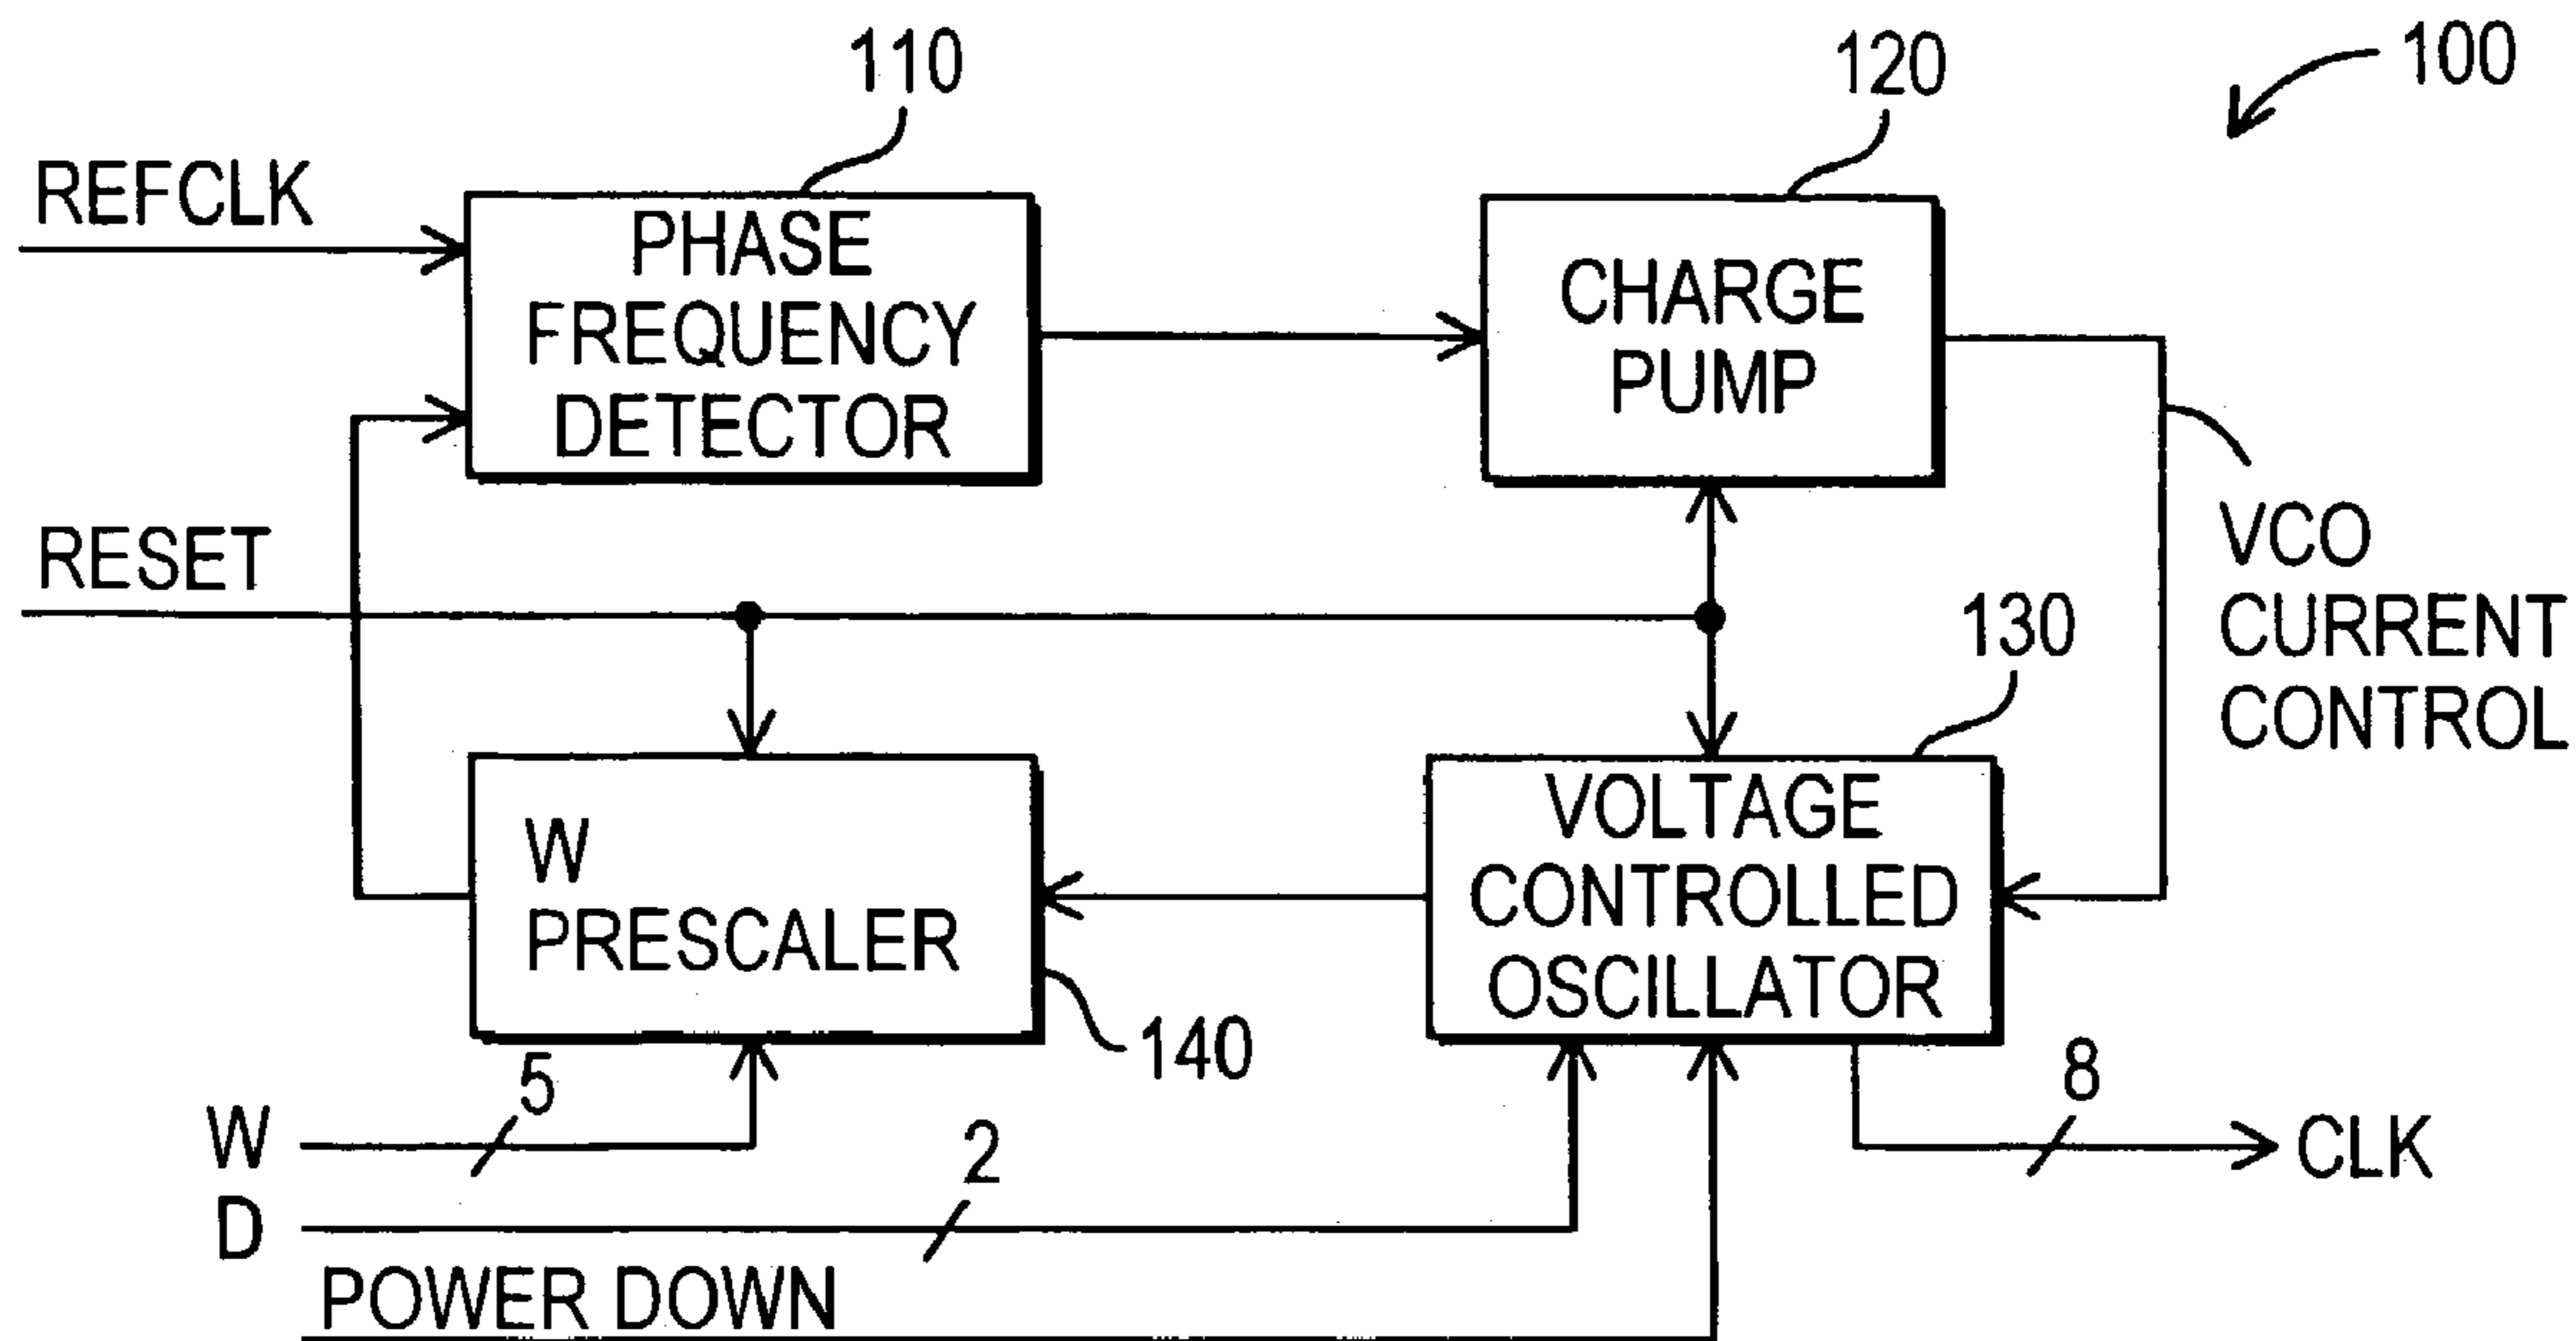 110
120
100
REFCLK
PHASE
FREQUENCY
DETECTOR
CHARGE
PUMP
RESET
VCO
CURRENT
CONTROL
130
W
PRESCALER
VOLTAGE
CONTROLLED
OSCILLATOR
140
W
5
D
2
8
CLK
POWER DOWN